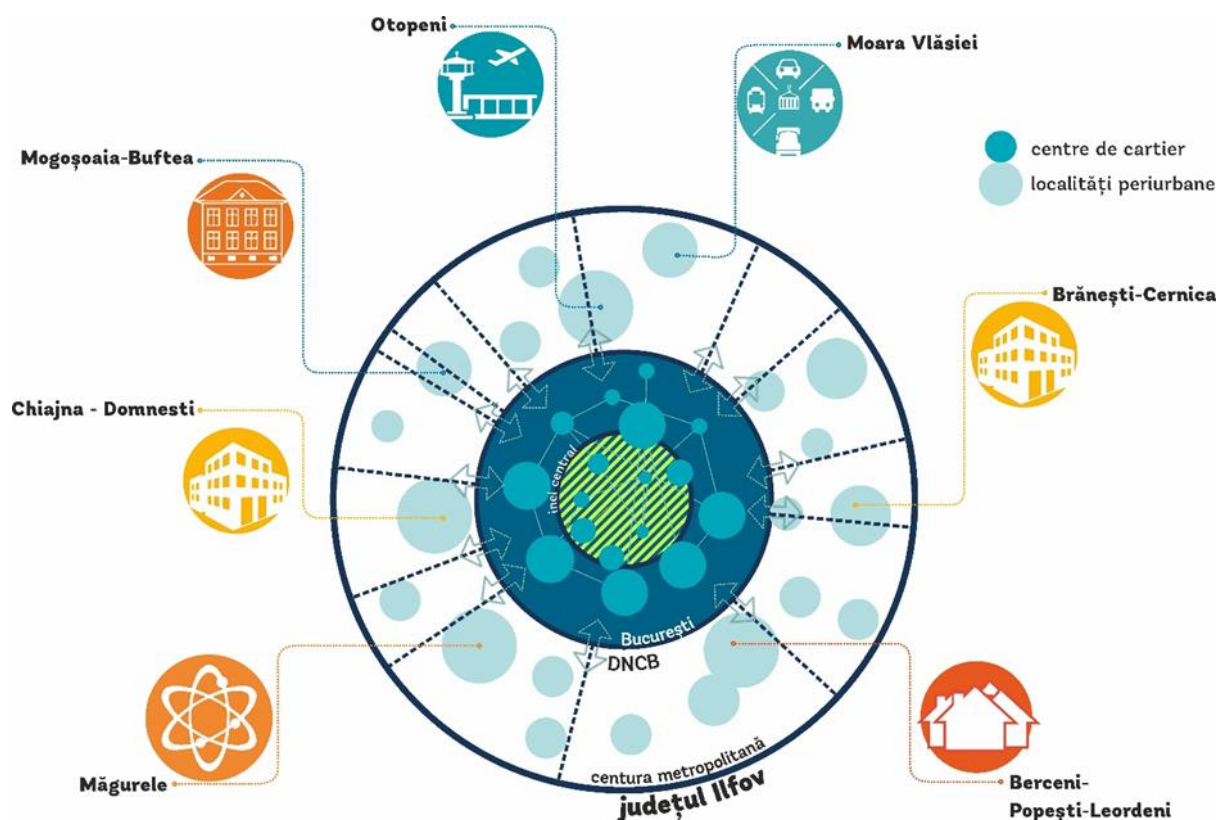 Otopeni
Moara Vlăsiei
centre de cartier
localități periurbane
Mogoșoaia-Buftea
Brănești-Cernica
Chiajna - Domnesti
inel central
București
DNCB
centura metropolitană
județul Ilfov
Măgurele
Berceni-
Popești-Leordeni